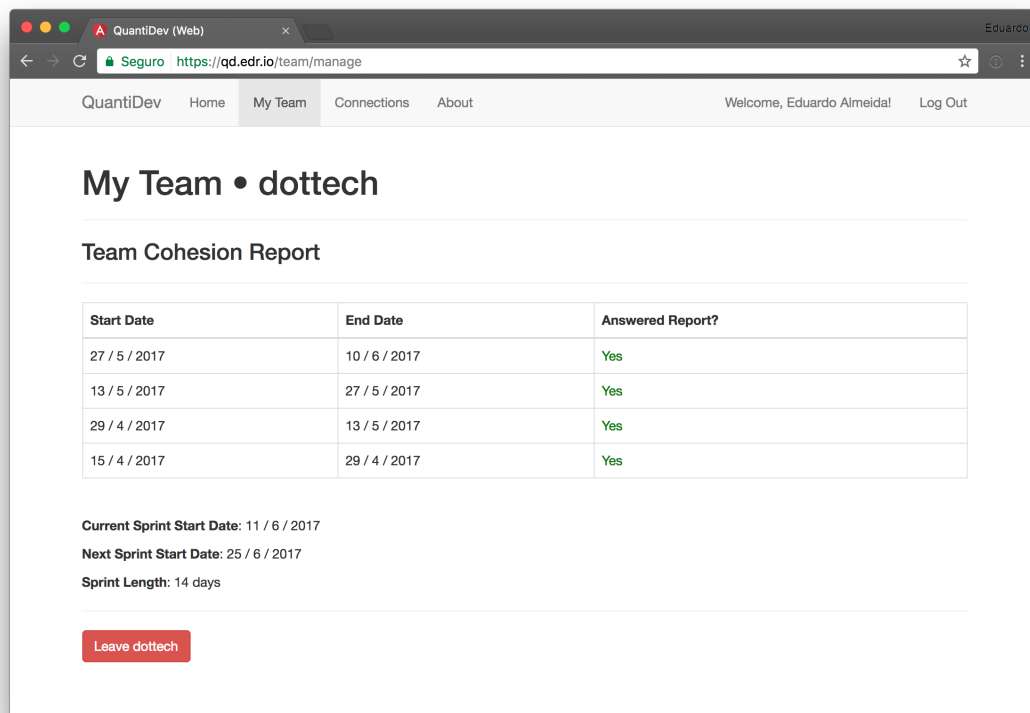 QuantiDev (Web)
Eduardo
Seguro https://qd.edr.io/team/manage
QuantiDev Home My Team Connections About Welcome, Eduardo Almeida! Log Out
My Team • dottech
Team Cohesion Report
Start Date End Date Answered Report?
27 / 5 / 2017 10 / 6 / 2017 Yes
13 / 5 / 2017 27 / 5 / 2017 Yes
29 / 4 / 2017 13 / 5 / 2017 Yes
15 / 4 / 2017 29 / 4 / 2017 Yes
Current Sprint Start Date: 11 / 6 / 2017
Next Sprint Start Date: 25 / 6 / 2017
Sprint Length: 14 days
Leave dottech